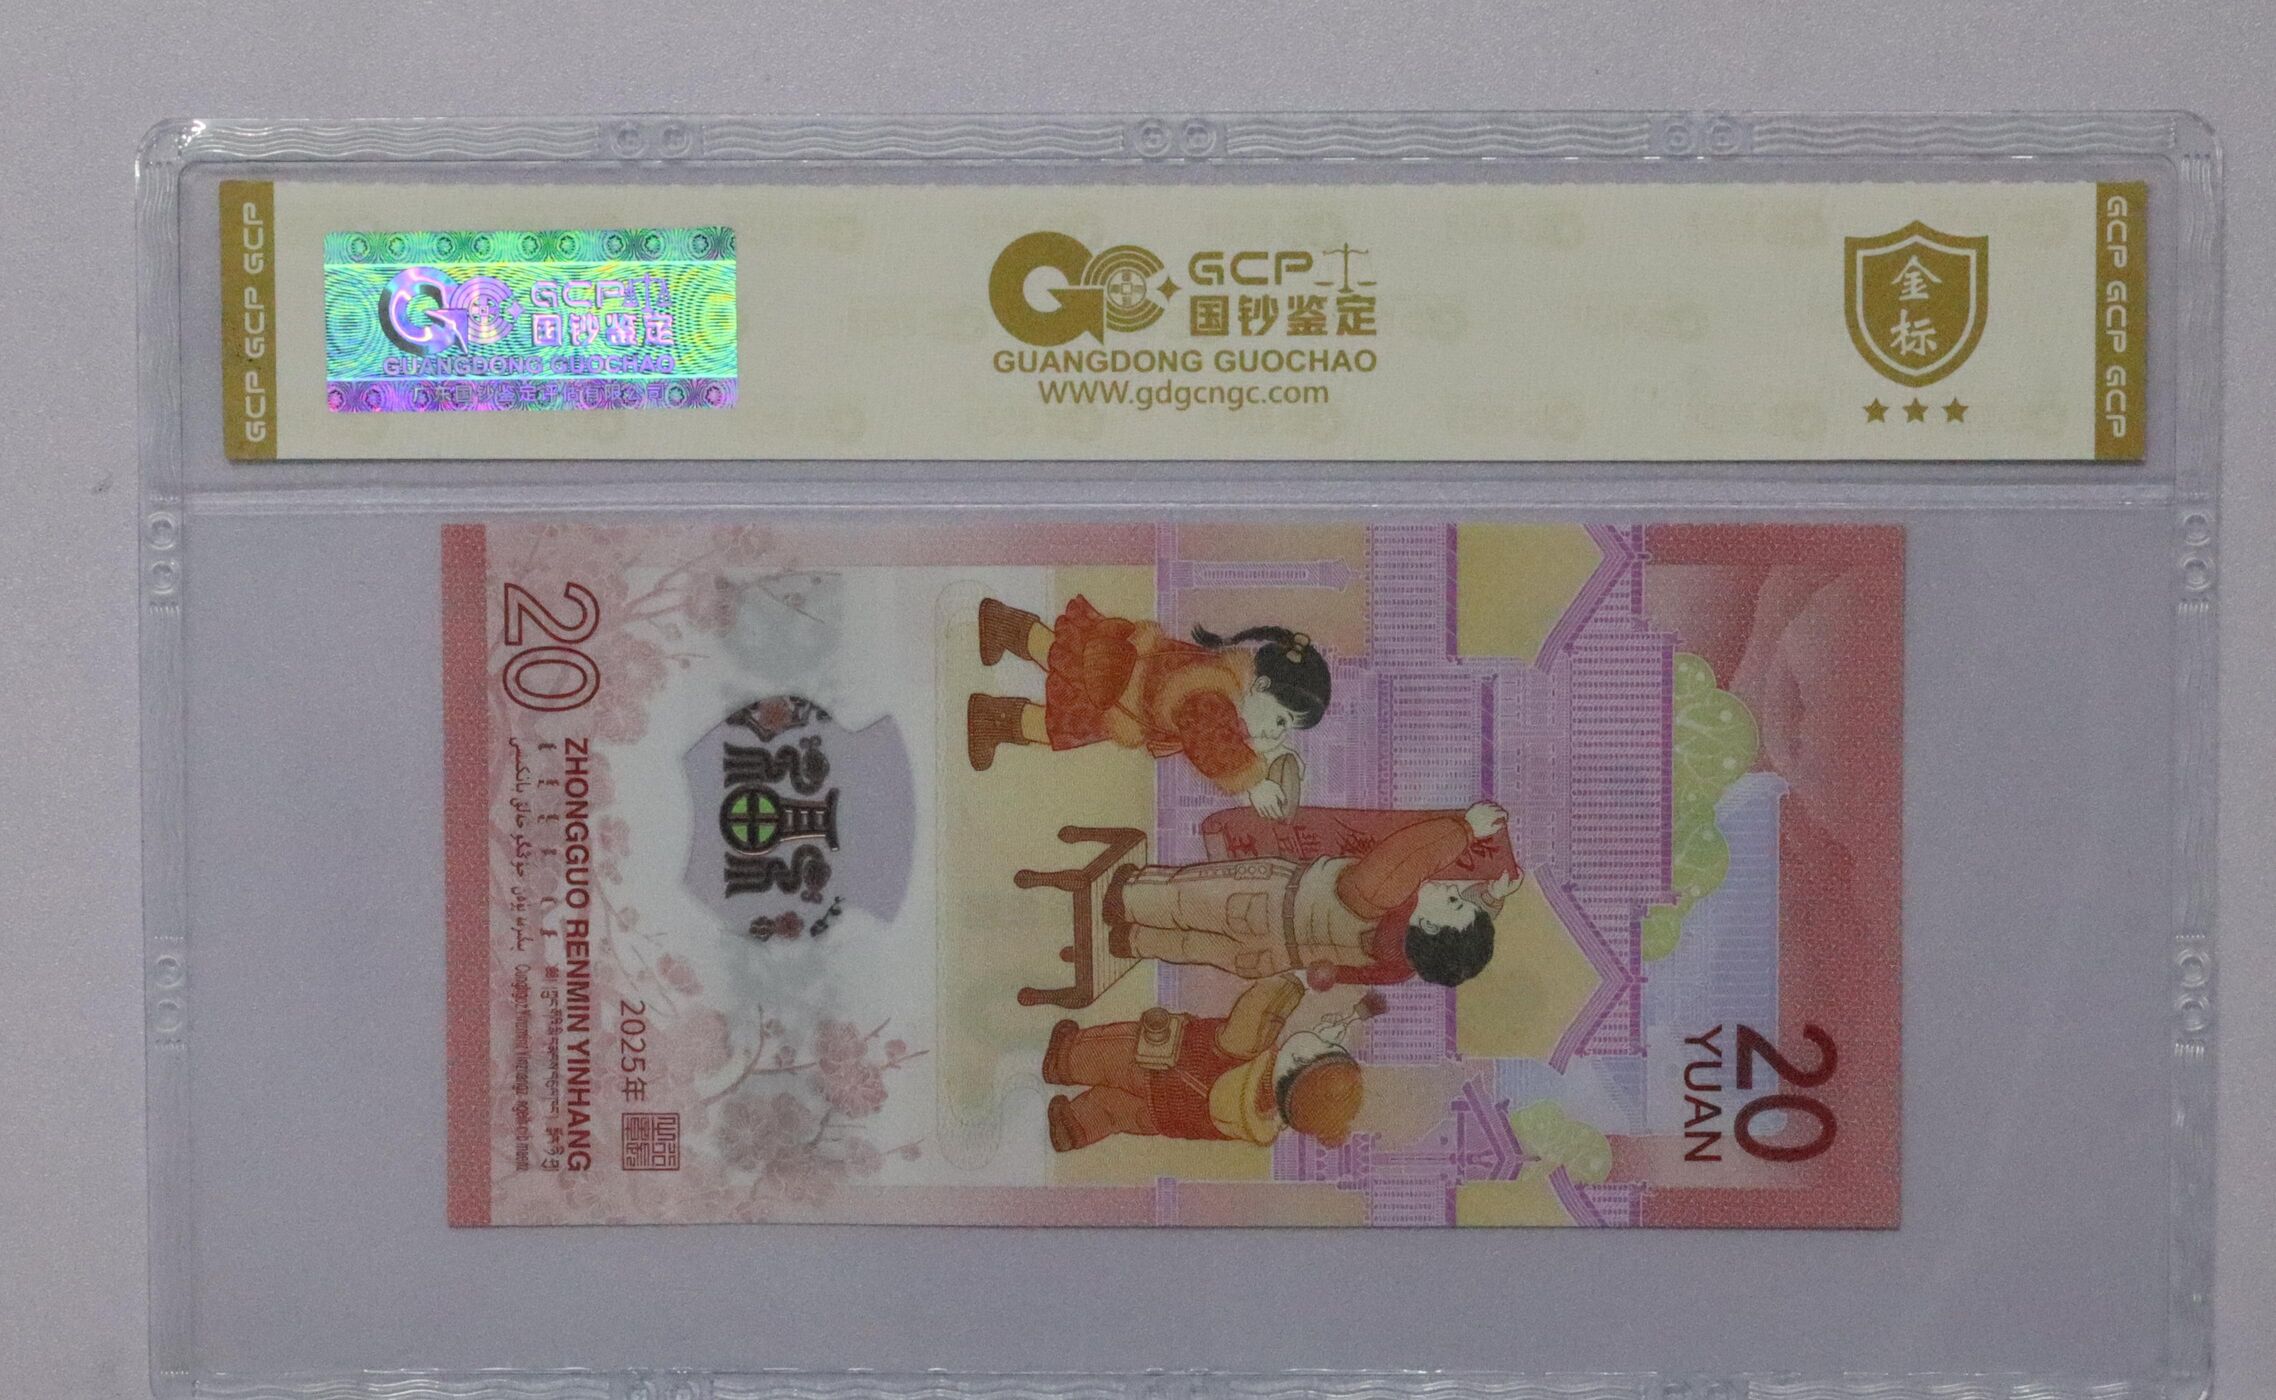 GCP GCP GCP
GCP
国钞鉴定
GUANGDONG GUOCHAO
广东国钞鉴定评估有限公司
GCP
国钞鉴定
GUANGDONG GUOCHAO
WWW.gdgcngc.com
金
标
GCP GCP GCP
20
YUAN
2025年
20
ZHONGGUO RENMIN YINHANG